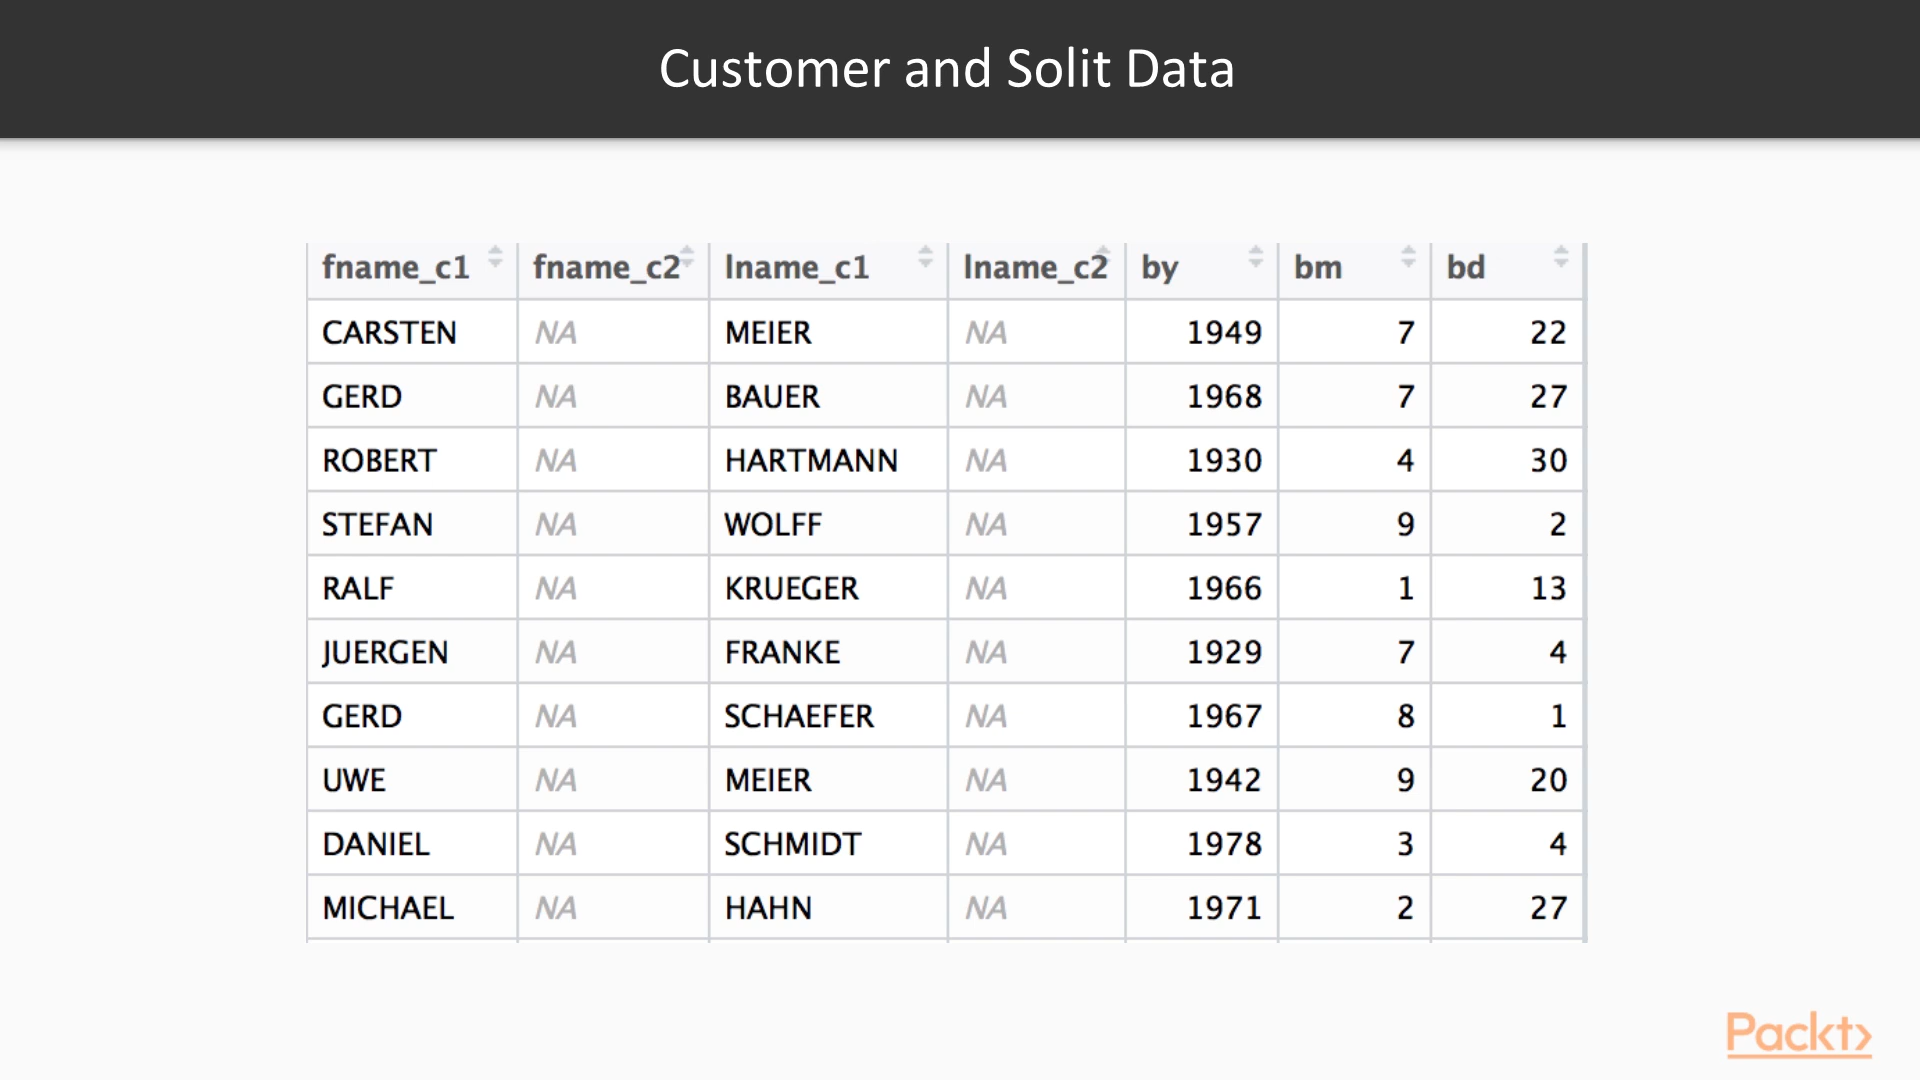 Customer and Solit Data
fname_c1 fname_c2 lname_c1 lname_c2 by bm bd
CARSTEN NA MEIER NA 1949 7 22
GERD NA BAUER NA 1968 7 27
ROBERT NA HARTMANN NA 1930 4 30
STEFAN NA WOLFF NA 1957 9 2
RALF NA KRUEGER NA 1966 1 13
JUERGEN NA FRANKE NA 1929 7 4
GERD NA SCHAEFER NA 1967 8 1
UWE NA MEIER NA 1942 9 20
DANIEL NA SCHMIDT NA 1978 3 4
MICHAEL NA HAHN NA 1971 2 27
Packt>